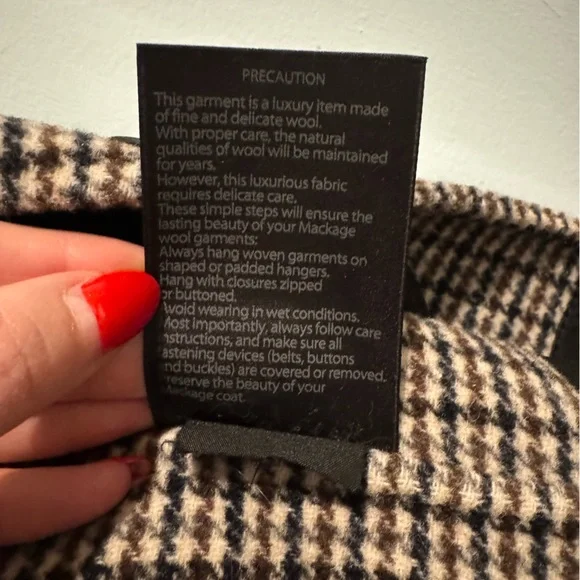 PRECAUTION
This garment is a luxury item made
of fine and delicate wool.
With proper care, the natural
qualities of wool will be maintained
for years.
However, this luxurious fabric
requires delicate care.
These simple steps will ensure the
lasting beauty of your Mackage
wool garments:
Always hang woven garments on
shaped or padded hangers.
Hang with closures zipped
or buttoned.
Avoid wearing in wet conditions.
Most importantly, always follow care
instructions, and make sure all
fastening devices (belts, buttons
and buckles) are covered or removed.
Preserve the beauty of your
Mackage coat.